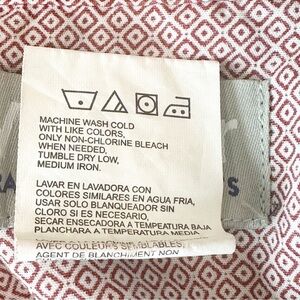 MACHINE WASH COLD
WITH LIKE COLORS,
ONLY NON-CHLORINE BLEACH
WHEN NEEDED,
TUMBLE DRY LOW,
MEDIUM IRON.
LAVAR EN LAVADORA CON
COLORES SIMILARES EN AGUA FRIA,
USAR SOLO BLANQUEADOR SIN
CLORO SI ES NECESARIO,
SECAR ENSECADORA A TEMPERATURA BAJA
PLANCHARA A TEMPERATURA MEDIA.
AVEC COULEURS SEMBLABLES,
AGENT DE BLANCHIMENT NON